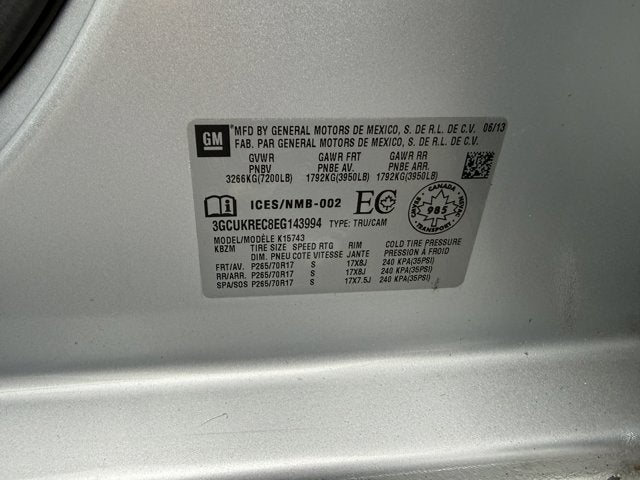 GM MFD BY GENERAL MOTORS DE MEXICO, S. DE R.L. DE C.V. 06/13
FAB. PAR GENERAL MOTORS DE MEXICO, S. DE R.L. DE C.V.
GVWR GAWR FRT GAWR RR
PNBV PNBE AV. PNBE ARR.
3266KG(7200LB) 1792KG(3950LB) 1792KG(3950LB)
ICES/NMB-002 EC
CANADA
985
TRANSPORT
3GCUKREC8EG143994 TYPE: TRU/CAM
MODEL/MODÈLE K15743
KBZM TIRE SIZE SPEED RTG RIM COLD TIRE PRESSURE
DIM. PNEU COTE VITESSE JANTE PRESSION À FROID
FRT/AV. P265/70R17 S 17X8J 240 KPA(35PSI)
RR/ARR. P265/70R17 S 17X8J 240 KPA(35PSI)
SPA/SOS P265/70R17 S 17X7.5J 240 KPA(35PSI)